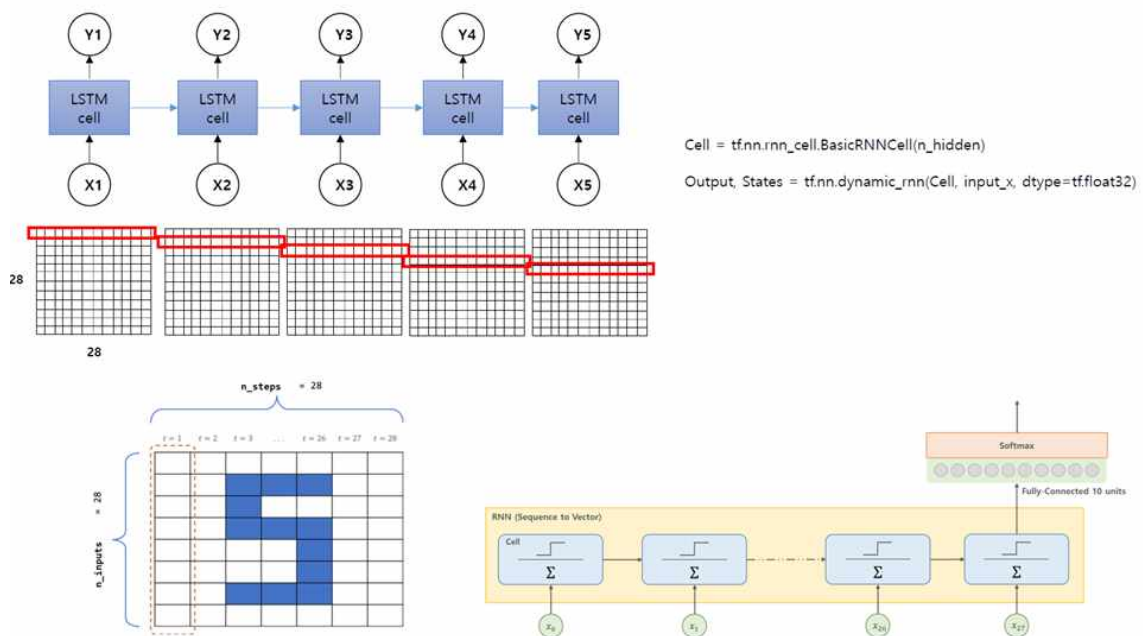 Y1 Y2 Y3 Y4 Y5
LSTM cell LSTM cell LSTM cell LSTM cell LSTM cell
X1 X2 X3 X4 X5
Cell = tf.nn.rnn_cell.BasicRNNCell(n_hidden)
Output, States = tf.nn.dynamic_rnn(Cell, input_x, dtype=tf.float32)
28
28
n_steps = 28
t = 1 t = 2 t = 3 ... t = 26 t = 27 t = 28
n_inputs = 28
Softmax
Fully-Connected 10 units
RNN (Sequence to Vector)
Cell
Σ Σ Σ Σ
x0 x1 x26 x27